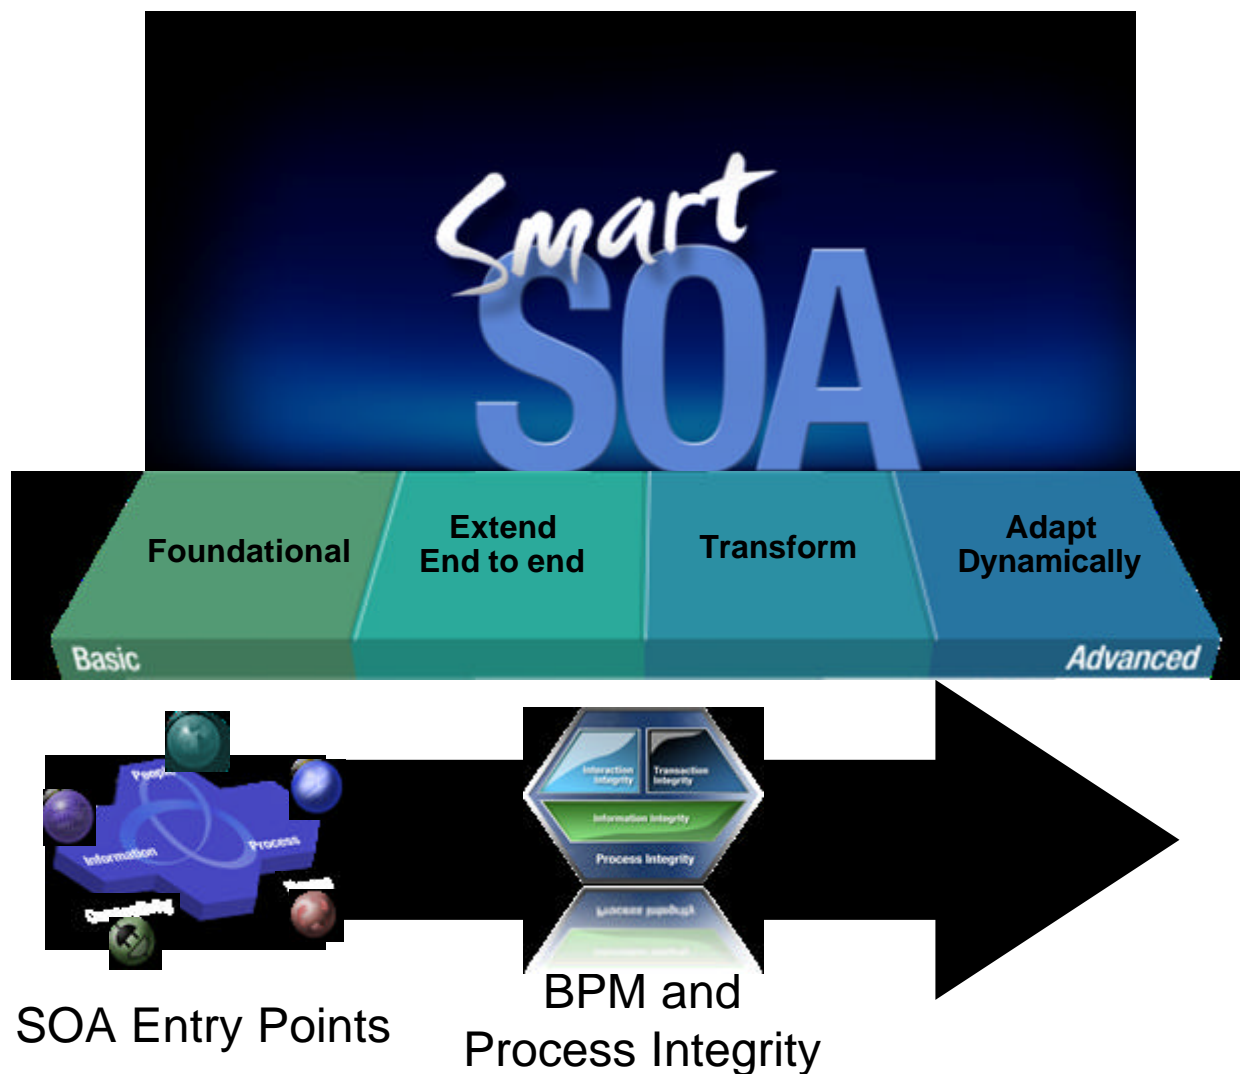 Smart
SOA
Foundational
Extend
End to end
Transform
Adapt
Dynamically
Basic
Advanced
People
Information
Process
Interaction
Integrity
Transaction
Integrity
Information Integrity
Process Integrity
SOA Entry Points
BPM and
Process Integrity